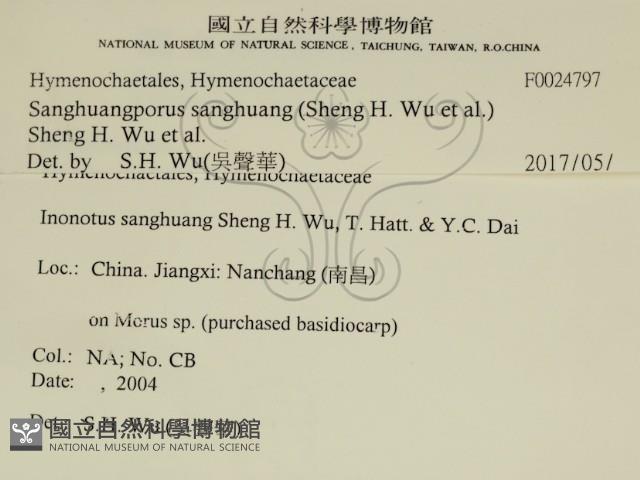 國立自然科學博物館
NATIONAL MUSEUM OF NATURAL SCIENCE, TAICHUNG, TAIWAN, R.O.CHINA
Hymenochaetales, Hymenochaetaceae F0024797
Sanghuangporus sanghuang (Sheng H. Wu et al.)
Sheng H. Wu et al.
Det. by S.H. Wu(吳聲華) 2017/05/
Hymenochaetales, Hymenochaetaceae
Inonotus sanghuang Sheng H. Wu, T. Hatt. & Y.C. Dai
Loc.: China. Jiangxi: Nanchang (南昌)
on Morus sp. (purchased basidiocarp)
Col.: NA; No. CB
Date: , 2004
Det.: S.H. Wu
國立自然科學博物館
NATIONAL MUSEUM OF NATURAL SCIENCE